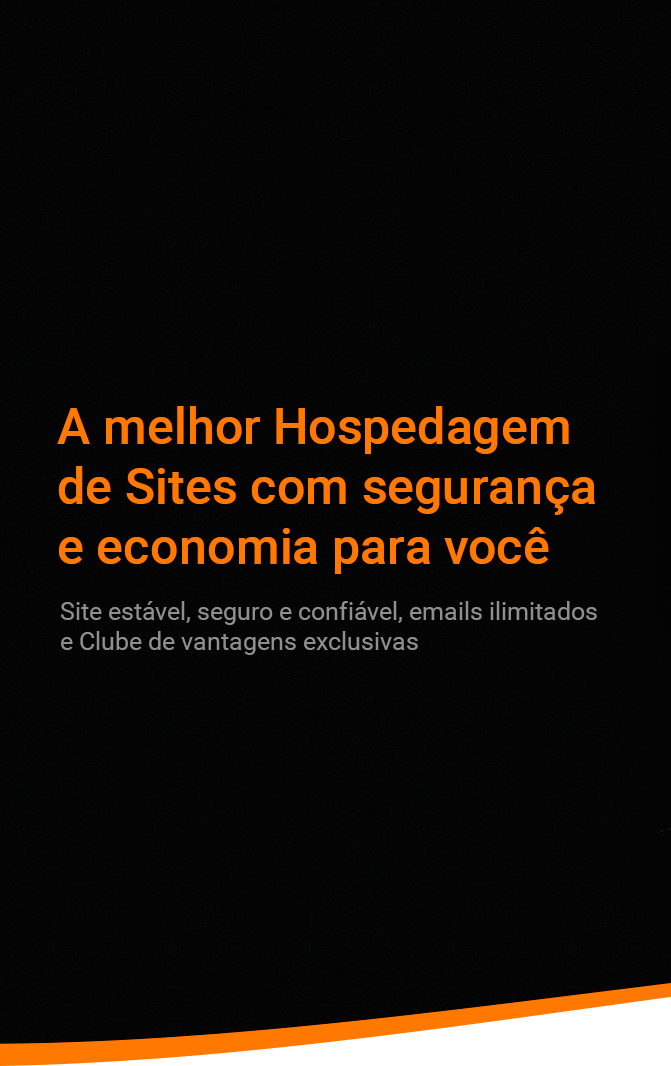 A melhor Hospedagem
de Sites com segurança
e economia para você
Site estável, seguro e confiável, emails ilimitados
e Clube de vantagens exclusivas